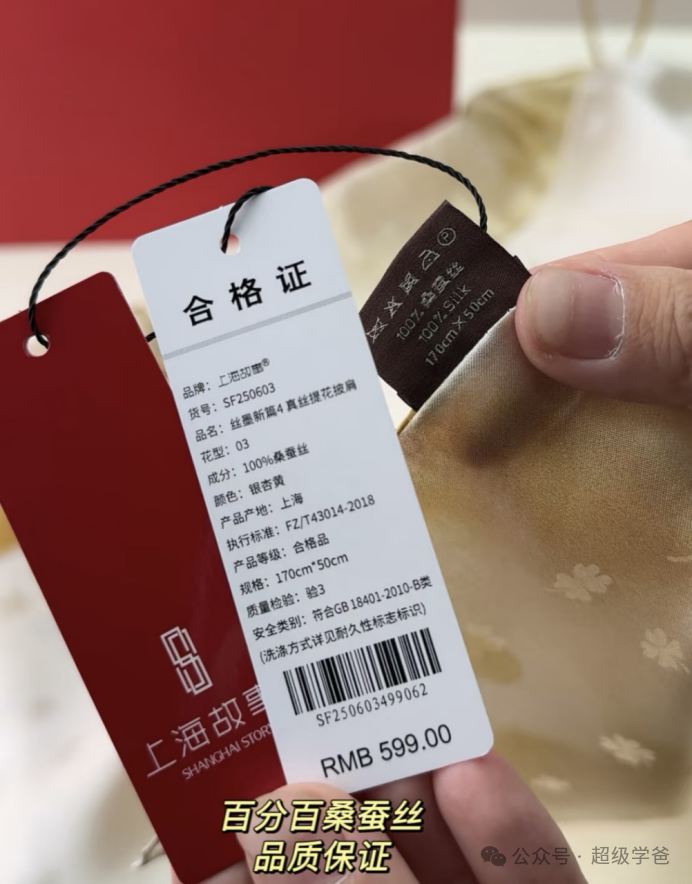 合格证
品牌：上海故事®
货号：SF250603
品名：丝墨新篇4 真丝提花披肩
花型：03
成分：100%桑蚕丝
颜色：银杏黄
产品产地：上海
执行标准：FZ/T43014-2018
产品等级：合格品
规格：170cm*50cm
质量检验：验3
安全类别：符合GB 18401-2010-B类
(洗涤方式详见耐久性标志标识)
SF250603499062
RMB 599.00
P
100%桑蚕丝
100% Silk
170cm×50cm
上海故事
SHANGHAI STORY
百分百桑蚕丝
品质保证
公众号·超级学爸